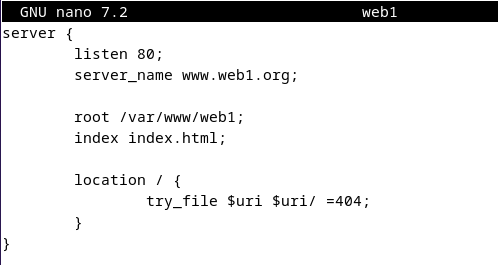 GNU nano 7.2 web1
server {
listen 80;
server_name www.web1.org;
root /var/www/web1;
index index.html;
location / {
try_file $uri $uri/ =404;
}
}